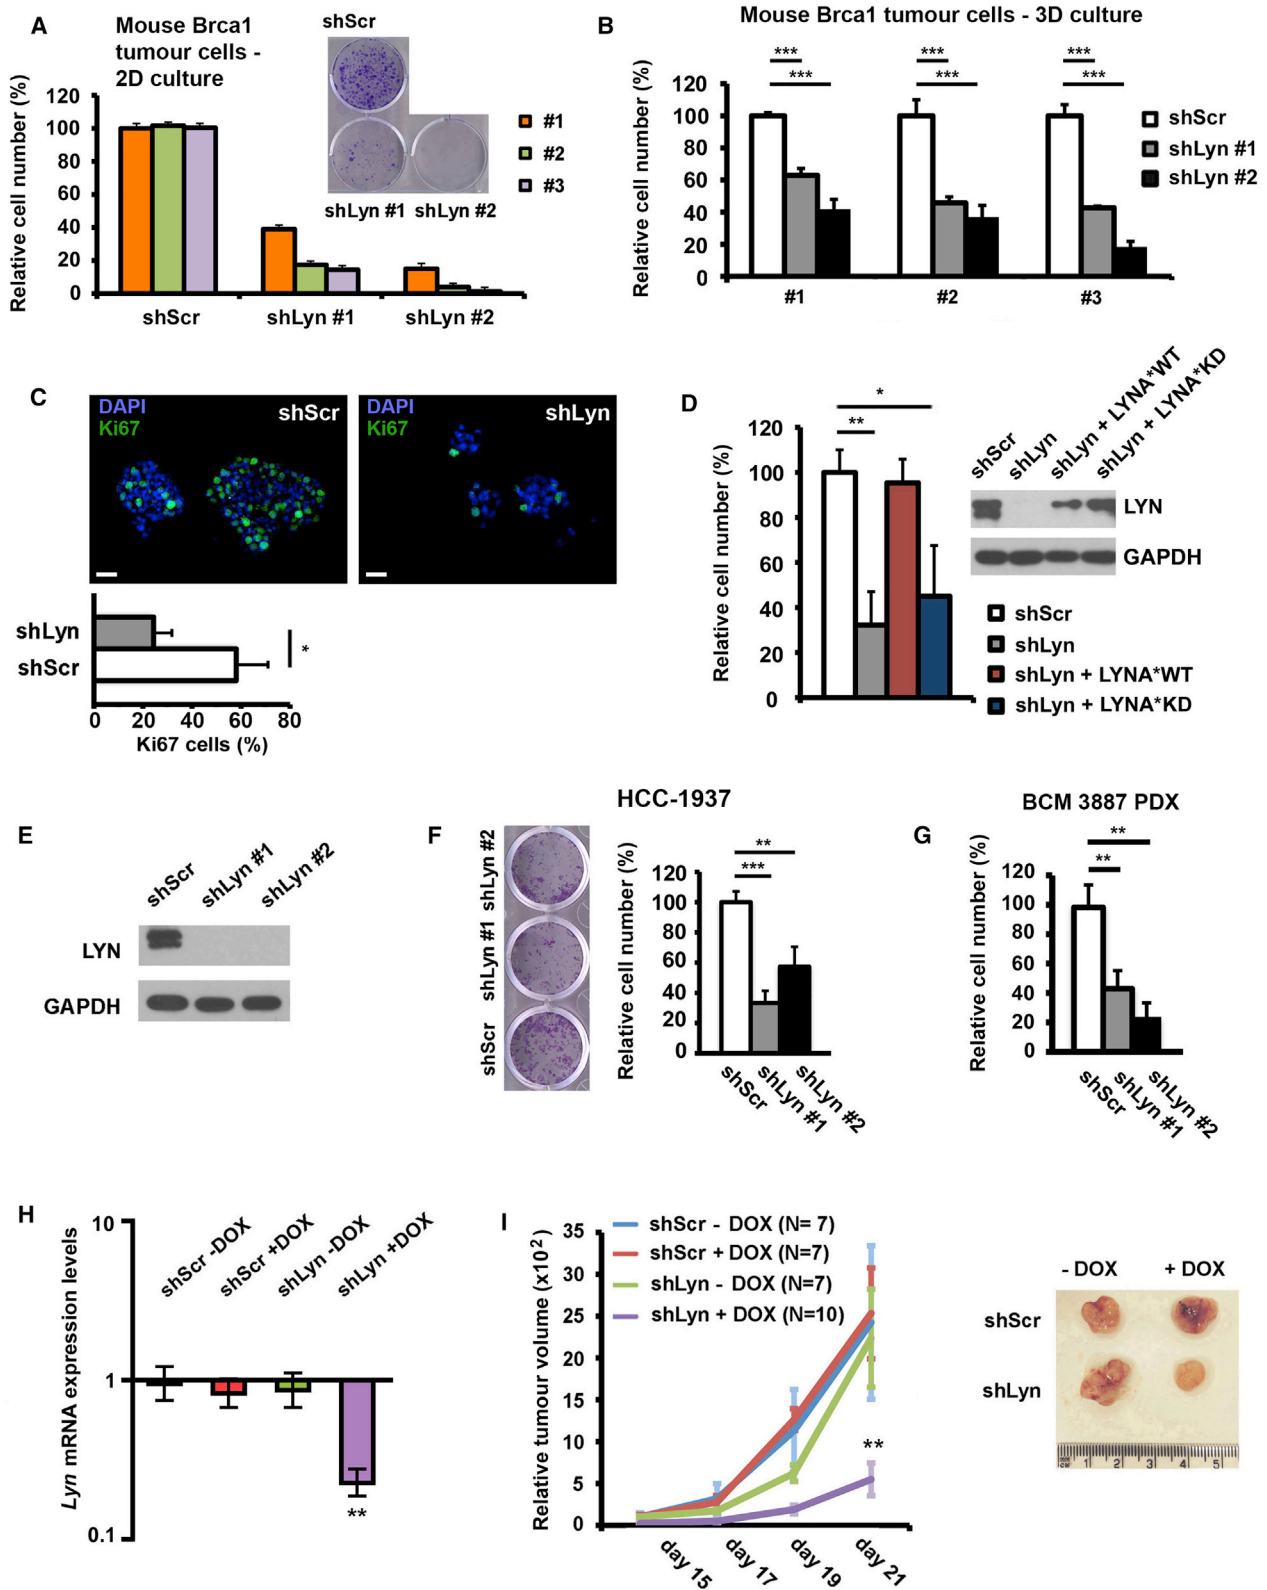 A
Mouse Brca1
tumour cells -
2D culture
shScr
Relative cell number (%)
120
100
80
60
40
20
0
shScr
shLyn #1
shLyn #2
shLyn #1
shLyn #2
#1
#2
#3
B
Mouse Brca1 tumour cells - 3D culture
Relative cell number (%)
120
100
80
60
40
20
0
***
***
***
***
***
***
#1
#2
#3
shScr
shLyn #1
shLyn #2
C
DAPI
Ki67
shScr
DAPI
Ki67
shLyn
shLyn
shScr
*
0
20
40
60
80
Ki67 cells (%)
D
Relative cell number (%)
120
100
80
60
40
20
0
*
**
shScr
shLyn
shLyn + LYNA*WT
shLyn + LYNA*KD
LYN
GAPDH
shScr
shLyn
shLyn + LYNA*WT
shLyn + LYNA*KD
E
shScr
shLyn #1
shLyn #2
LYN
GAPDH
F
HCC-1937
shLyn #2
shLyn #1
shScr
Relative cell number (%)
120
100
80
60
40
20
0
**
***
shScr
shLyn #1
shLyn #2
G
BCM 3887 PDX
Relative cell number (%)
120
100
80
60
40
20
0
**
**
shScr
shLyn #1
shLyn #2
H
Lyn mRNA expression levels
10
1
0.1
shScr -DOX
shScr +DOX
shLyn -DOX
shLyn +DOX
**
I
Relative tumour volume (x10²)
35
30
25
20
15
10
5
0
shScr - DOX (N= 7)
shScr + DOX (N=7)
shLyn - DOX (N=7)
shLyn + DOX (N=10)
**
day 15
day 17
day 19
day 21
- DOX
+ DOX
shScr
shLyn
1
2
3
4
5